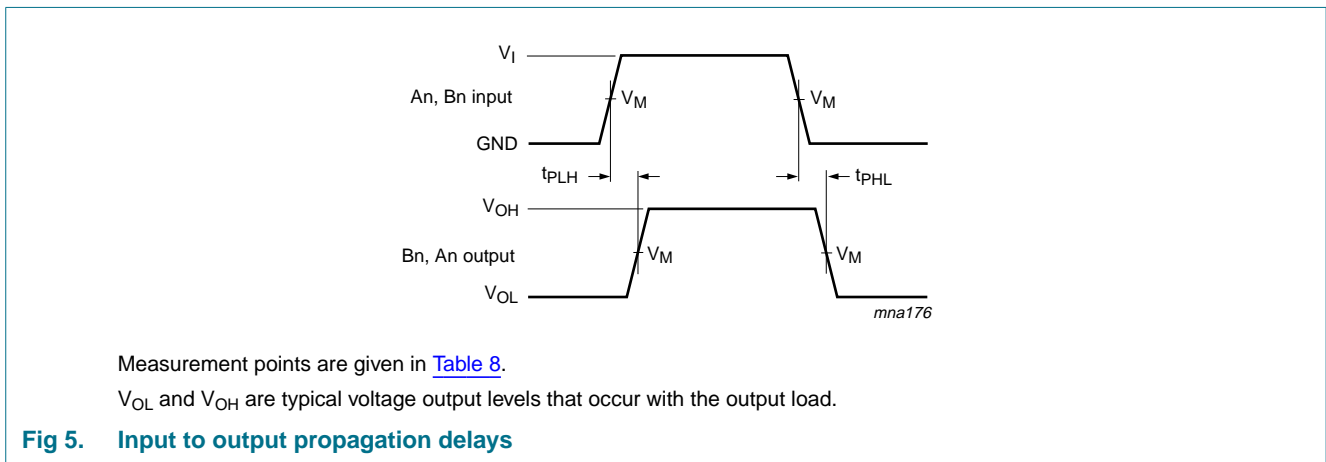 VI
An, Bn input
VM
VM
GND
tPLH
tPHL
VOH
Bn, An output
VM
VM
VOL
mna176
Measurement points are given in Table 8.
VOL and VOH are typical voltage output levels that occur with the output load.
Fig 5. Input to output propagation delays